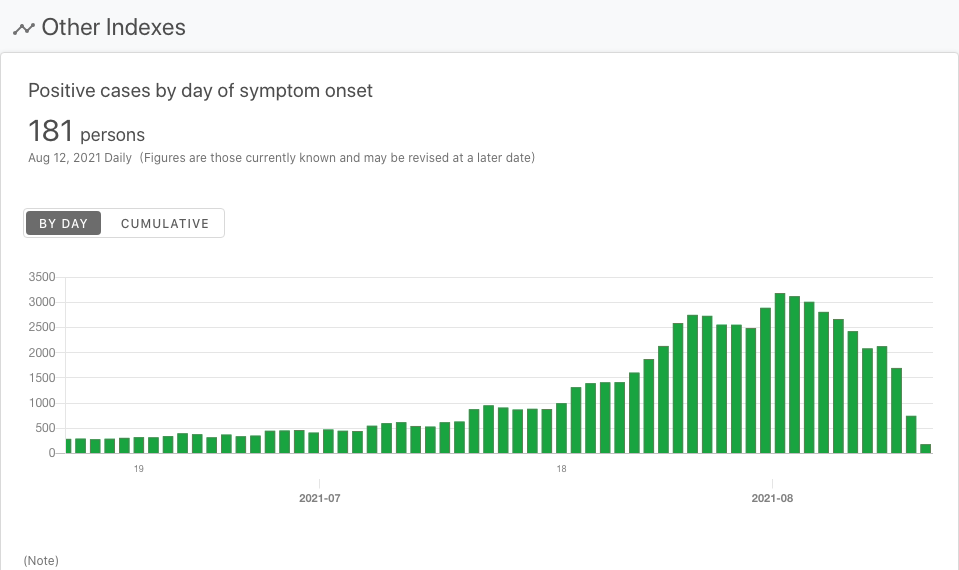 Other Indexes
Positive cases by day of symptom onset
181 persons
Aug 12, 2021 Daily (Figures are those currently known and may be revised at a later date)
BY DAY CUMULATIVE
3500
3000
2500
2000
1500
1000
500
0
19 18
2021-07 2021-08
(Note)